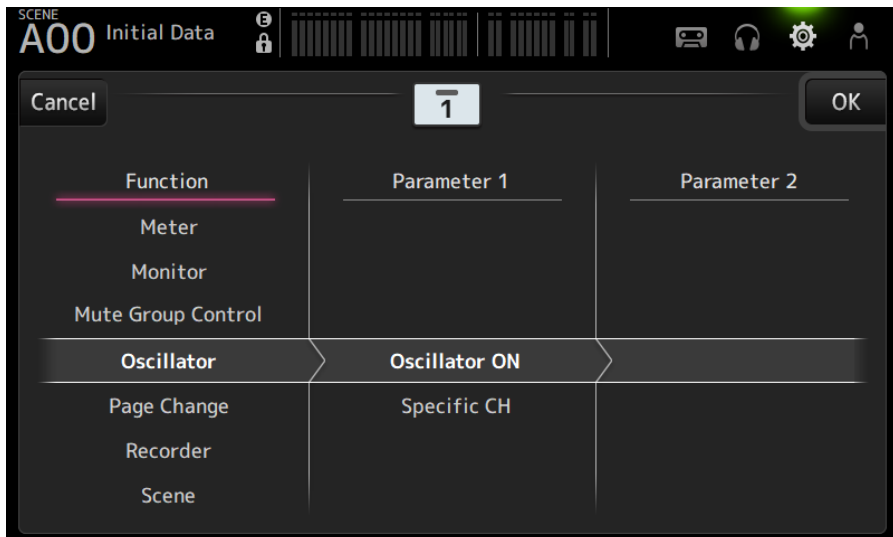 SCENE
A00 Initial Data
E
Cancel
1
OK
Function
Parameter 1
Parameter 2
Meter
Monitor
Mute Group Control
Oscillator
Oscillator ON
Page Change
Specific CH
Recorder
Scene